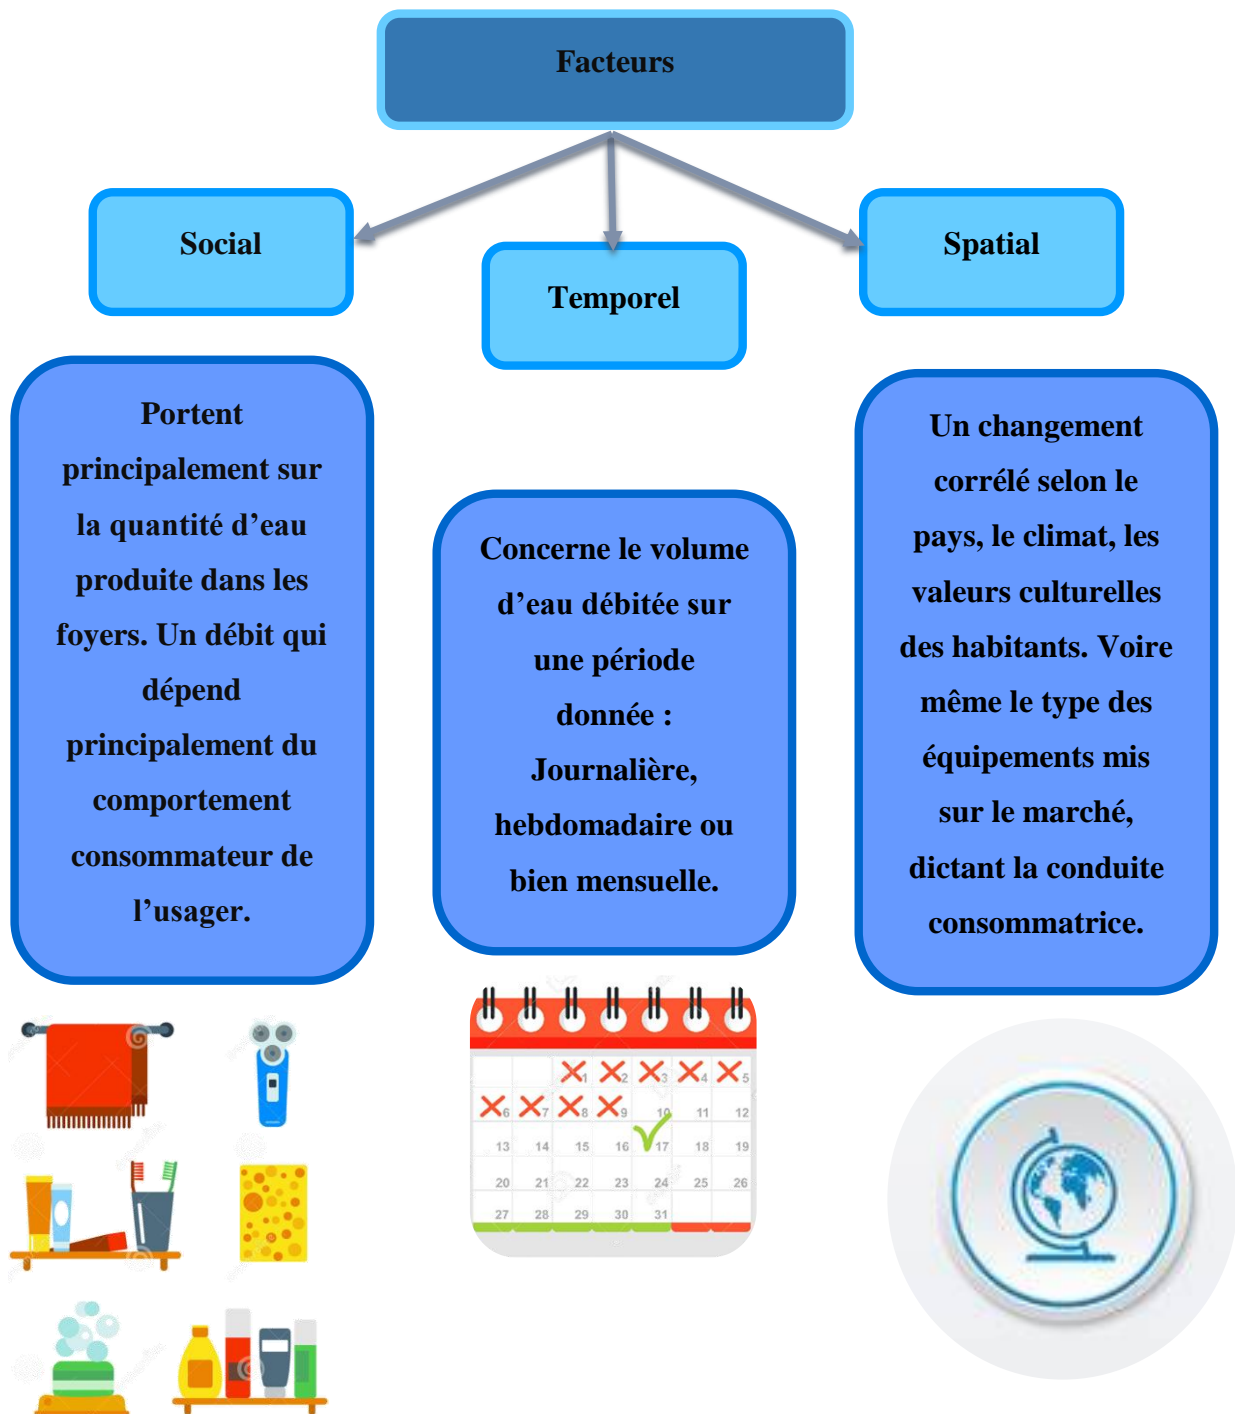 Facteurs
Social
Temporel
Spatial
Portent
principalement sur
la quantité d’eau
produite dans les
foyers. Un débit qui
dépend
principalement du
comportement
consommateur de
l’usager.
Concerne le volume
d’eau débitée sur
une période
donnée :
Journalière,
hebdomadaire ou
bien mensuelle.
Un changement
corrélé selon le
pays, le climat, les
valeurs culturelles
des habitants. Voire
même le type des
équipements mis
sur le marché,
dictant la conduite
consommatrice.
1 2 3 4 5
6 7 8 9 10 11 12
13 14 15 16 17 18 19
20 21 22 23 24 25 26
27 28 29 30 31